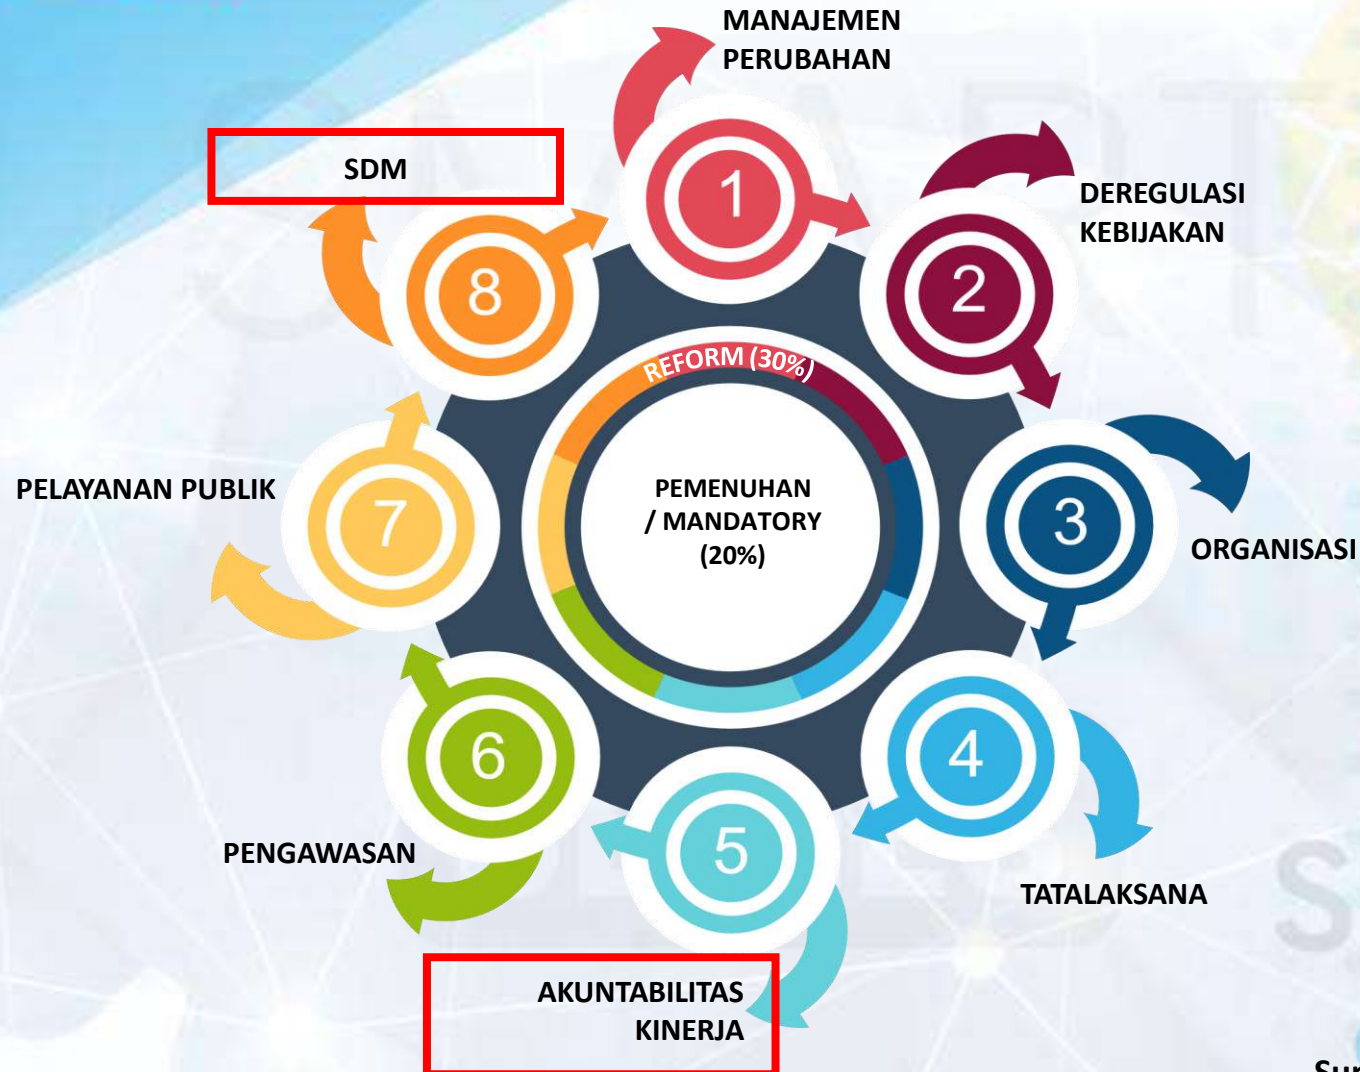 MANAJEMEN
PERUBAHAN
SDM
1
DEREGULASI
KEBIJAKAN
8
2
REFORM (30%)
PELAYANAN PUBLIK
7
PEMENUHAN
/ MANDATORY
(20%)
3
ORGANISASI
6
4
PENGAWASAN
5
TATALAKSANA
AKUNTABILITAS
KINERJA